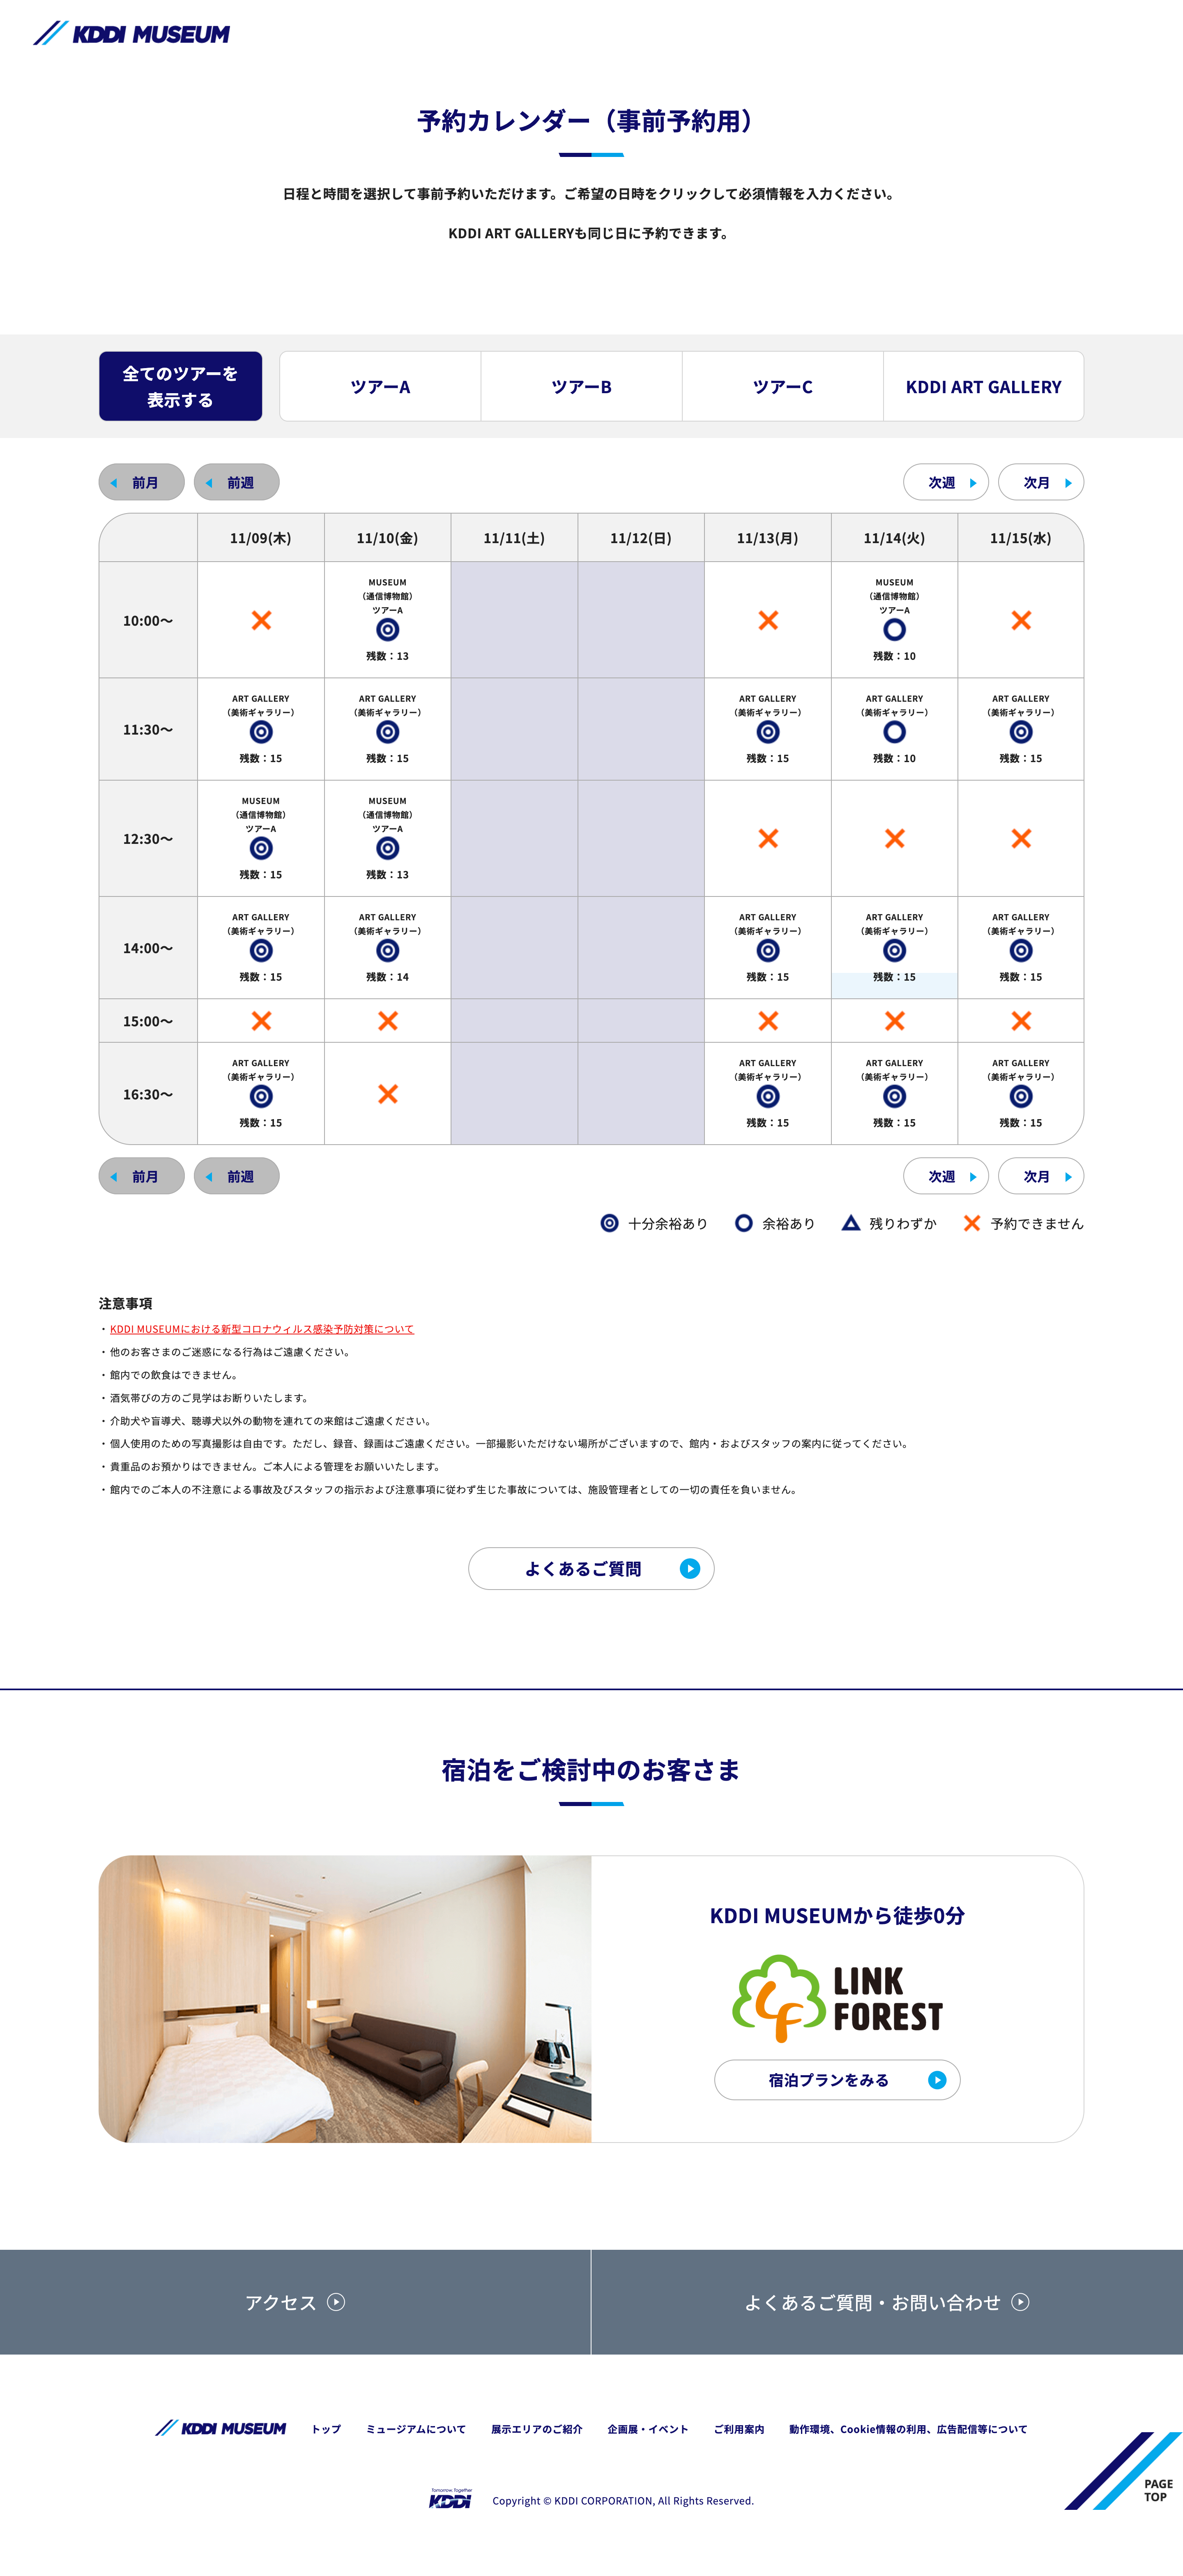 KDDI MUSEUM
予約カレンダー（事前予約用）
日程と時間を選択して事前予約いただけます。ご希望の日時をクリックして必須情報を入力ください。
KDDI ART GALLERYも同じ日に予約できます。
全てのツアーを
表示する
ツアーA
ツアーB
ツアーC
KDDI ART GALLERY
前月
前週
次週
次月
11/09(木)
11/10(金)
11/11(土)
11/12(日)
11/13(月)
11/14(火)
11/15(水)
10:00～
MUSEUM
（通信博物館）
ツアーA
残数：13
MUSEUM
（通信博物館）
ツアーA
残数：10
11:30～
ART GALLERY
（美術ギャラリー）
残数：15
ART GALLERY
（美術ギャラリー）
残数：15
ART GALLERY
（美術ギャラリー）
残数：15
ART GALLERY
（美術ギャラリー）
残数：10
ART GALLERY
（美術ギャラリー）
残数：15
12:30～
MUSEUM
（通信博物館）
ツアーA
残数：15
MUSEUM
（通信博物館）
ツアーA
残数：13
14:00～
ART GALLERY
（美術ギャラリー）
残数：15
ART GALLERY
（美術ギャラリー）
残数：14
ART GALLERY
（美術ギャラリー）
残数：15
ART GALLERY
（美術ギャラリー）
残数：15
ART GALLERY
（美術ギャラリー）
残数：15
15:00～
16:30～
ART GALLERY
（美術ギャラリー）
残数：15
ART GALLERY
（美術ギャラリー）
残数：15
ART GALLERY
（美術ギャラリー）
残数：15
ART GALLERY
（美術ギャラリー）
残数：15
前月
前週
次週
次月
十分余裕あり
余裕あり
残りわずか
予約できません
注意事項
・KDDI MUSEUMにおける新型コロナウィルス感染予防対策について
・他のお客さまのご迷惑になる行為はご遠慮ください。
・館内での飲食はできません。
・酒気帯びの方のご見学はお断りいたします。
・介助犬や盲導犬、聴導犬以外の動物を連れての来館はご遠慮ください。
・個人使用のための写真撮影は自由です。ただし、録音、録画はご遠慮ください。一部撮影いただけない場所がございますので、館内・およびスタッフの案内に従ってください。
・貴重品のお預かりはできません。ご本人による管理をお願いいたします。
・館内でのご本人の不注意による事故及びスタッフの指示および注意事項に従わず生じた事故については、施設管理者としての一切の責任を負いません。
よくあるご質問
宿泊をご検討中のお客さま
KDDI MUSEUMから徒歩0分
LINK
FOREST
宿泊プランをみる
アクセス
よくあるご質問・お問い合わせ
KDDI MUSEUM
トップ
ミュージアムについて
展示エリアのご紹介
企画展・イベント
ご利用案内
動作環境、Cookie情報の利用、広告配信等について
PAGE
TOP
Tomorrow, Together
KDDI
Copyright © KDDI CORPORATION, All Rights Reserved.